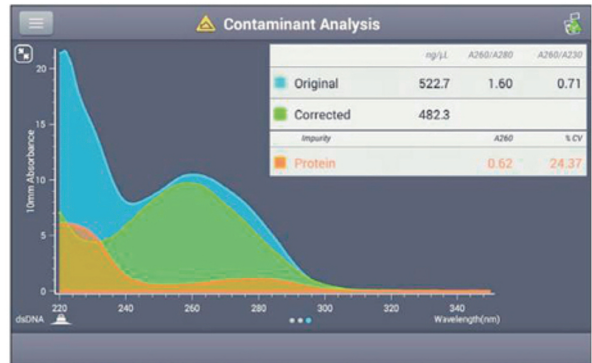 Contaminant Analysis
ng/µL A260/A280 A260/A230
Original 522.7 1.60 0.71
Corrected 482.3
Impurity A260 % CV
Protein 0.62 24.37
10mm Absorbance
20
15
10
5
0
220 240 260 280 300 320 340
dsDNA
Wavelength(nm)